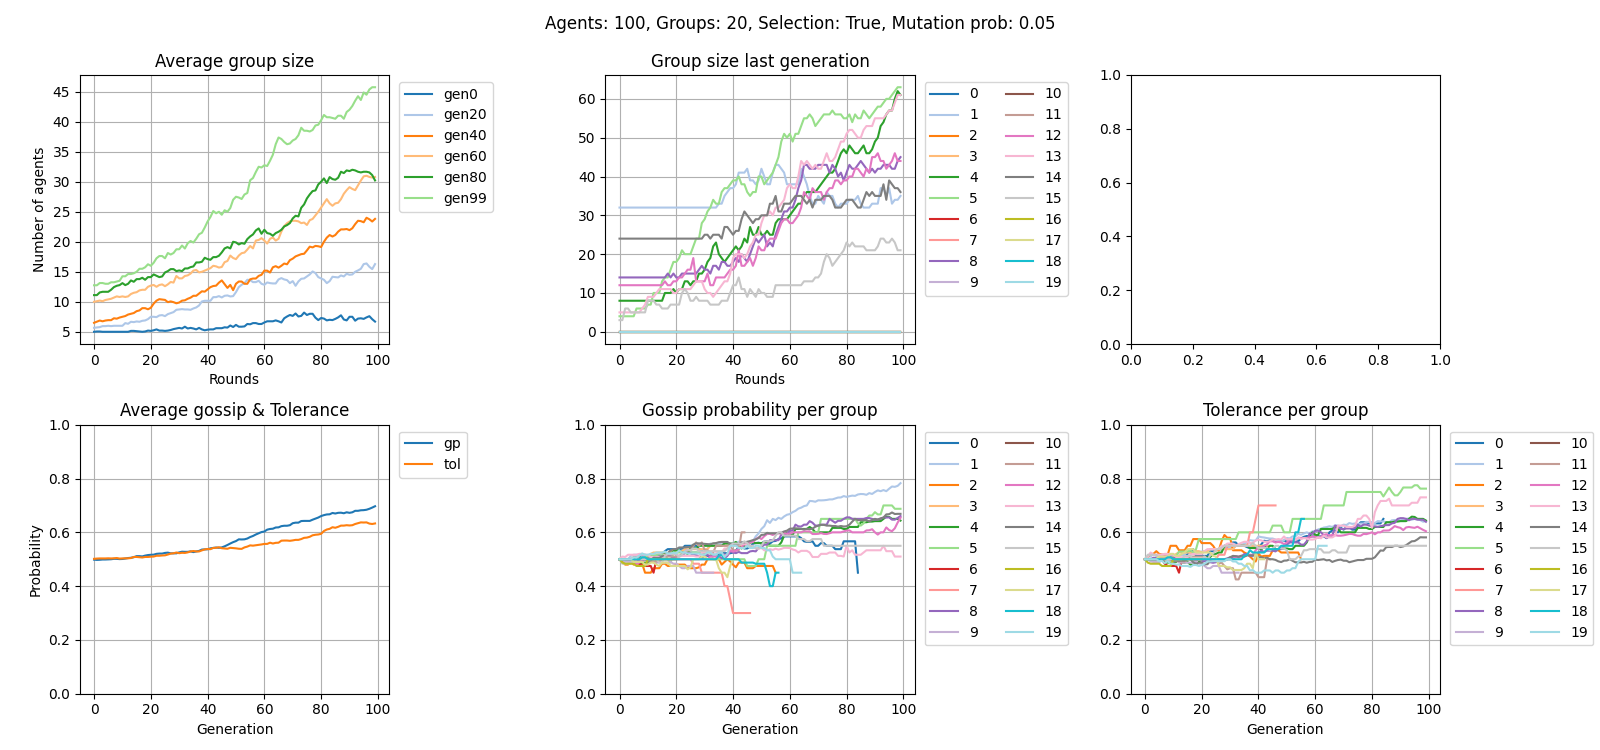 Agents: 100, Groups: 20, Selection: True, Mutation prob: 0.05
Average group size
45
40
35
30
25
20
15
10
5
Number of agents
0 20 40 60 80 100
Rounds
gen0
gen20
gen40
gen60
gen80
gen99
Group size last generation
60
50
40
30
20
10
0
0 20 40 60 80 100
Rounds
0 10
1 11
2 12
3 13
4 14
5 15
6 16
7 17
8 18
9 19
1.0
0.8
0.6
0.4
0.2
0.0
0.0 0.2 0.4 0.6 0.8 1.0
Average gossip & Tolerance
1.0
0.8
0.6
0.4
0.2
0.0
Probability
0 20 40 60 80 100
Generation
gp
tol
Gossip probability per group
1.0
0.8
0.6
0.4
0.2
0.0
0 20 40 60 80 100
Generation
0 10
1 11
2 12
3 13
4 14
5 15
6 16
7 17
8 18
9 19
Tolerance per group
1.0
0.8
0.6
0.4
0.2
0.0
0 20 40 60 80 100
Generation
0 10
1 11
2 12
3 13
4 14
5 15
6 16
7 17
8 18
9 19